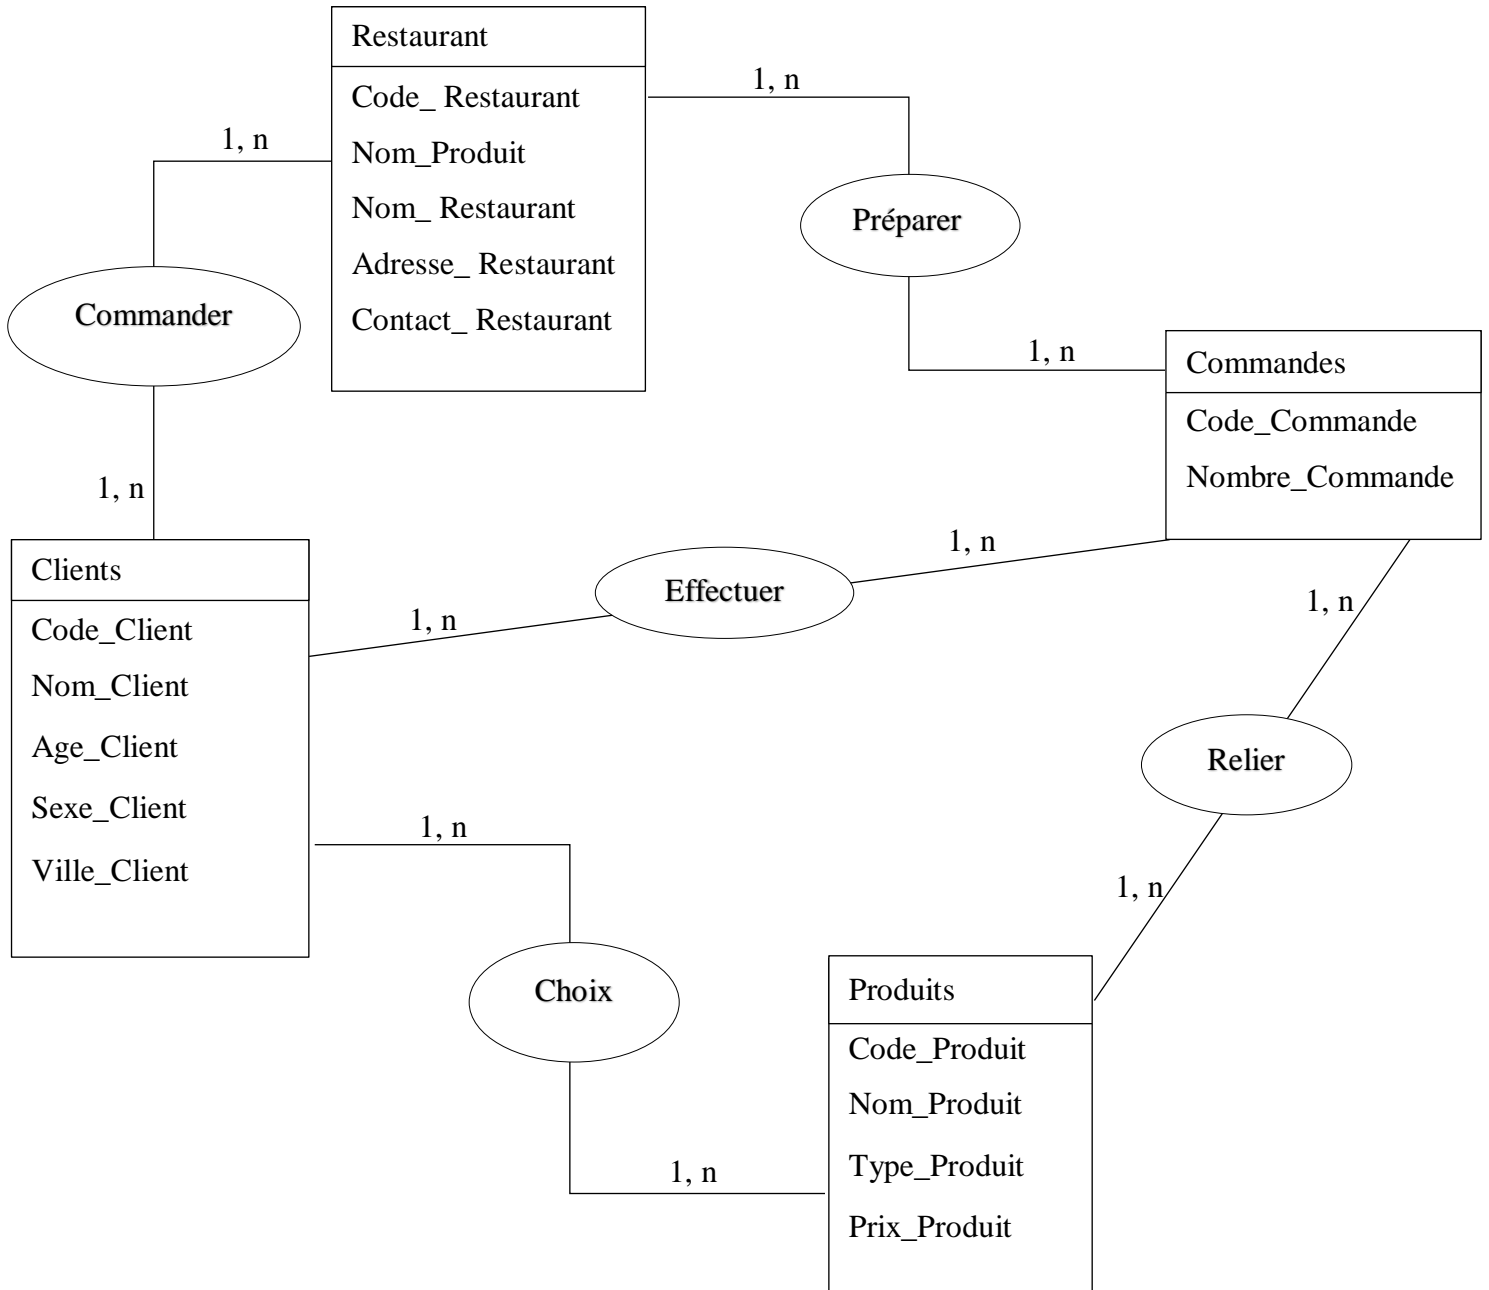 Restaurant
Code_ Restaurant
Nom_Produit
Nom_ Restaurant
Adresse_ Restaurant
Contact_ Restaurant
1, n
1, n
Préparer
Commander
1, n
Commandes
Code_Commande
Nombre_Commande
1, n
Clients
Code_Client
Nom_Client
Age_Client
Sexe_Client
Ville_Client
1, n
Effectuer
1, n
1, n
Relier
1, n
1, n
Choix
1, n
Produits
Code_Produit
Nom_Produit
Type_Produit
Prix_Produit